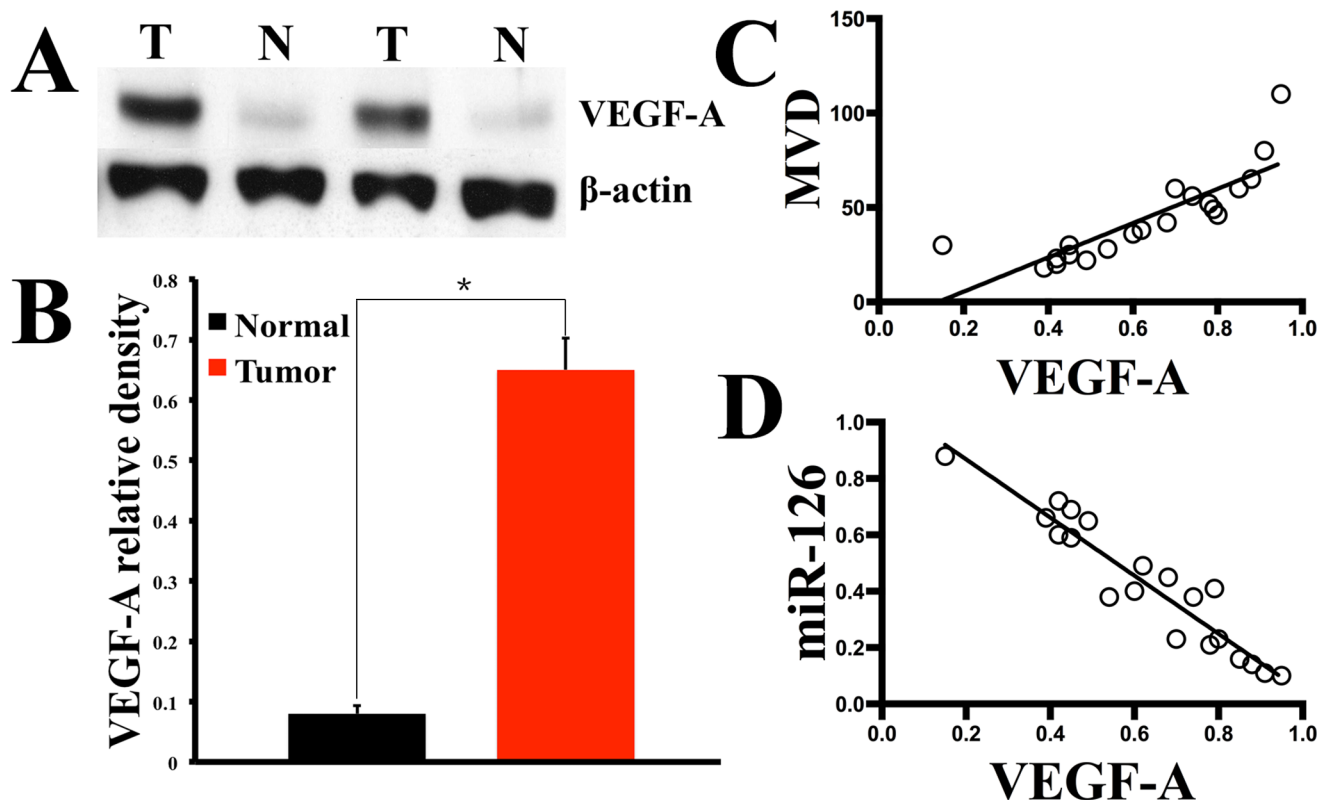 A
T N T N
VEGF-A
β-actin
B
VEGF-A relative density
0.8
0.7
0.6
0.5
0.4
0.3
0.2
0.1
0
Normal
Tumor
*
C
MVD
150
100
50
0
0.0 0.2 0.4 0.6 0.8 1.0
VEGF-A
D
miR-126
1.0
0.8
0.6
0.4
0.2
0.0
0.0 0.2 0.4 0.6 0.8 1.0
VEGF-A